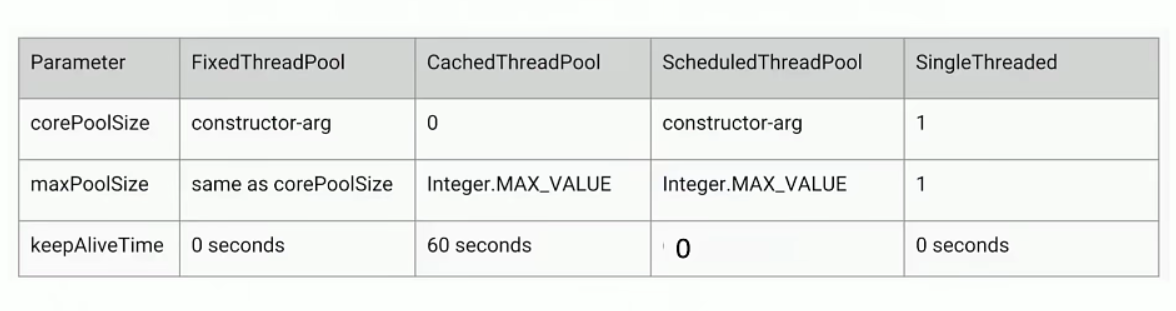 Parameter FixedThreadPool CachedThreadPool ScheduledThreadPool SingleThreaded
corePoolSize constructor-arg 0 constructor-arg 1
maxPoolSize same as corePoolSize Integer.MAX_VALUE Integer.MAX_VALUE 1
keepAliveTime 0 seconds 60 seconds 0 0 seconds